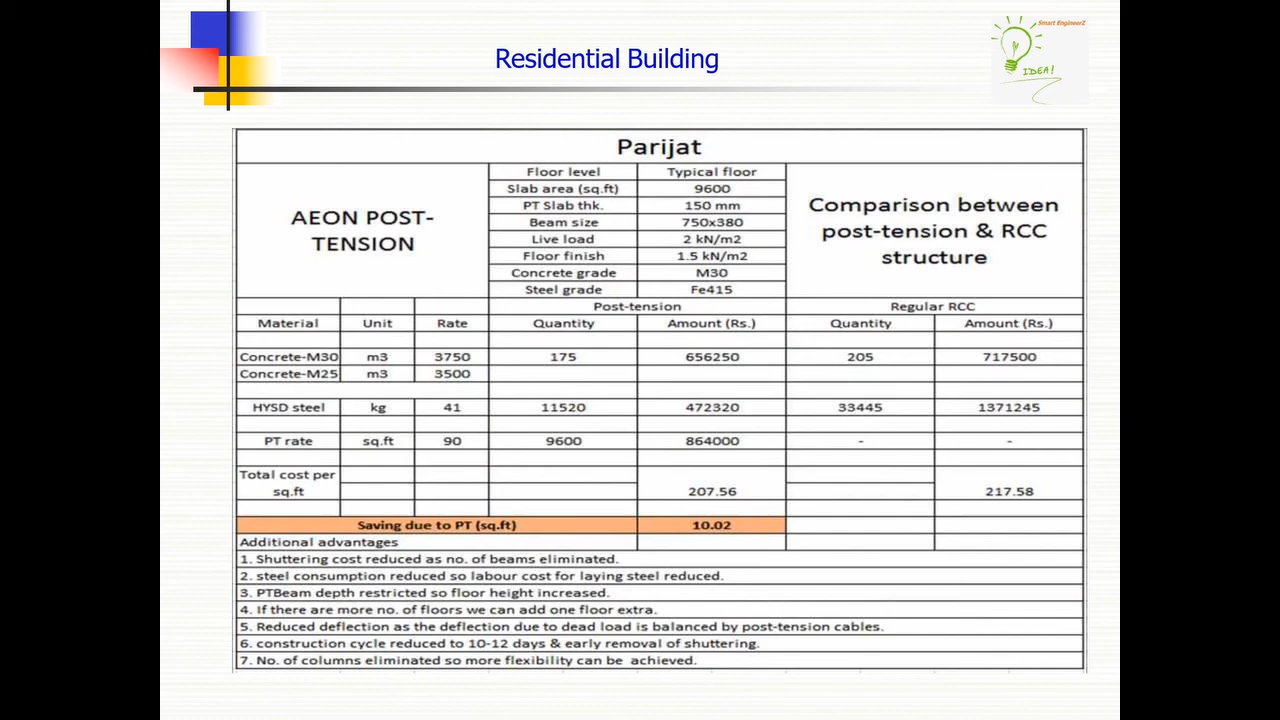 Smart EngineerZ
IDEA!
Residential Building
Parijat
AEON POST-
TENSION
Floor level Typical floor
Slab area (sq.ft) 9600
PT Slab thk. 150 mm
Beam size 750x380
Live load 2 kN/m2
Floor finish 1.5 kN/m2
Concrete grade M30
Steel grade Fe415
Comparison between
post-tension & RCC
structure
Post-tension Regular RCC
Material Unit Rate Quantity Amount (Rs.) Quantity Amount (Rs.)
Concrete-M30 m3 3750 175 656250 205 717500
Concrete-M25 m3 3500
HYSD steel kg 41 11520 472320 33445 1371245
PT rate sq.ft 90 9600 864000 - -
Total cost per
sq.ft 207.56 217.58
Saving due to PT (sq.ft) 10.02
Additional advantages
1. Shuttering cost reduced as no. of beams eliminated.
2. steel consumption reduced so labour cost for laying steel reduced.
3. PTBeam depth restricted so floor height increased.
4. If there are more no. of floors we can add one floor extra.
5. Reduced deflection as the deflection due to dead load is balanced by post-tension cables.
6. construction cycle reduced to 10-12 days & early removal of shuttering.
7. No. of columns eliminated so more flexibility can be achieved.